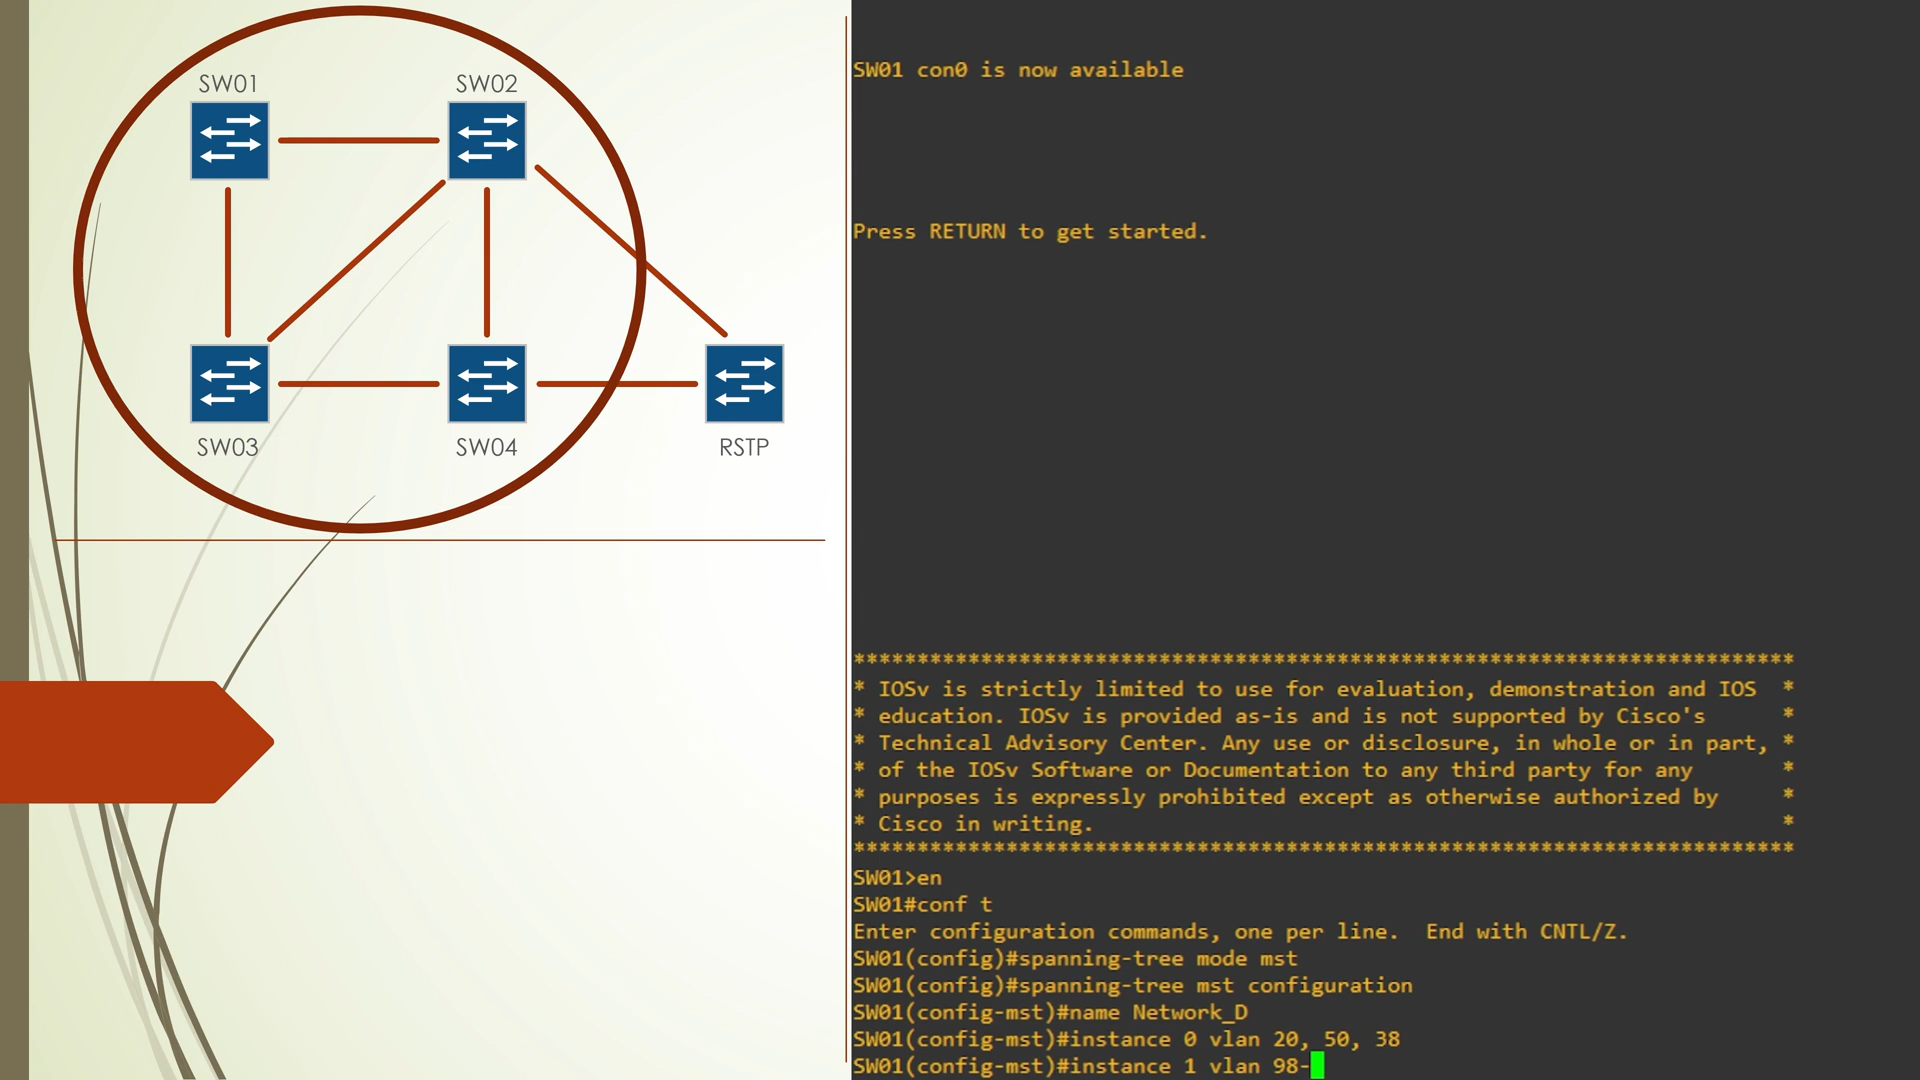 SW01
SW02
SW03
SW04
RSTP
SW01 con0 is now available
Press RETURN to get started.
**************************************************************************
* IOSv is strictly limited to use for evaluation, demonstration and IOS  *
* education. IOSv is provided as-is and is not supported by Cisco's      *
* Technical Advisory Center. Any use or disclosure, in whole or in part, *
* of the IOSv Software or Documentation to any third party for any       *
* purposes is expressly prohibited except as otherwise authorized by     *
* Cisco in writing.                                                      *
**************************************************************************
SW01>en
SW01#conf t
Enter configuration commands, one per line.  End with CNTL/Z.
SW01(config)#spanning-tree mode mst
SW01(config)#spanning-tree mst configuration
SW01(config-mst)#name Network_D
SW01(config-mst)#instance 0 vlan 20, 50, 38
SW01(config-mst)#instance 1 vlan 98-